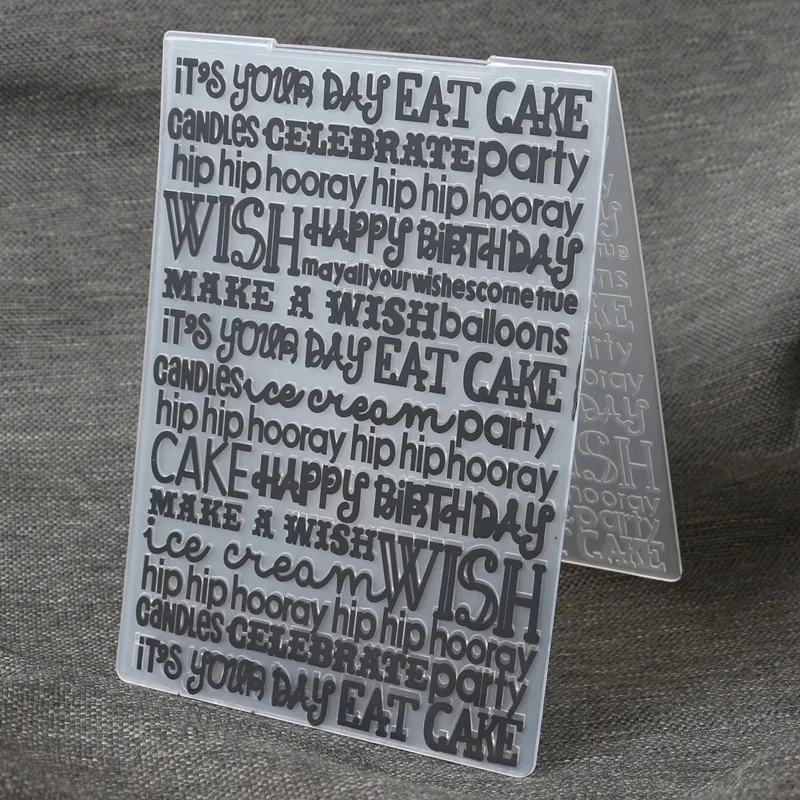 iT'S YOUR DAY EAT CAKE
CANDLES CELEBRATE party
hip hip hooray hip hip hooray
WISH HAPPY BiRTHDAY
mayallyourwishescometrue
MAKE A WISH balloons
iT'S YOUR DAY EAT CAKE
CANDLES ice cream party
hip hip hooray hip hip hooray
CAKE HAPPY BiRTHDAY
MAKE A WISH WISH
ice cream
hip hip hooray hip hip hooray
CANDLES CELEBRATE party
iT'S YOUR DAY EAT CAKE